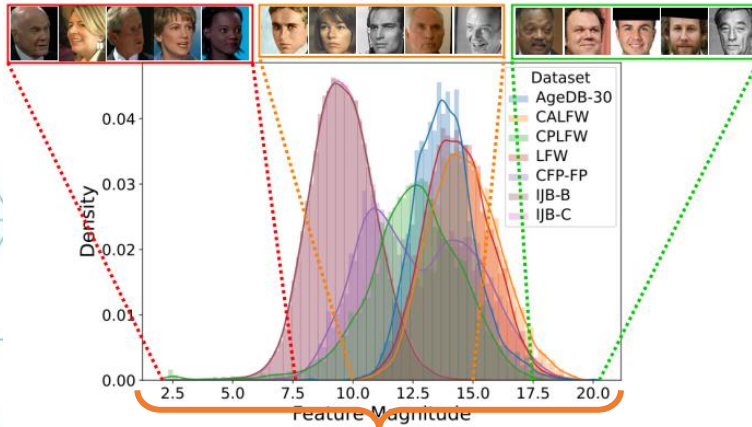 Dataset
AgeDB-30
CALFW
CPLFW
LFW
CFP-FP
IJB-B
IJB-C
Density
0.04
0.03
0.02
0.01
0.00
2.5 5.0 7.5 10.0 12.5 15.0 17.5 20.0
Feature Magnitude